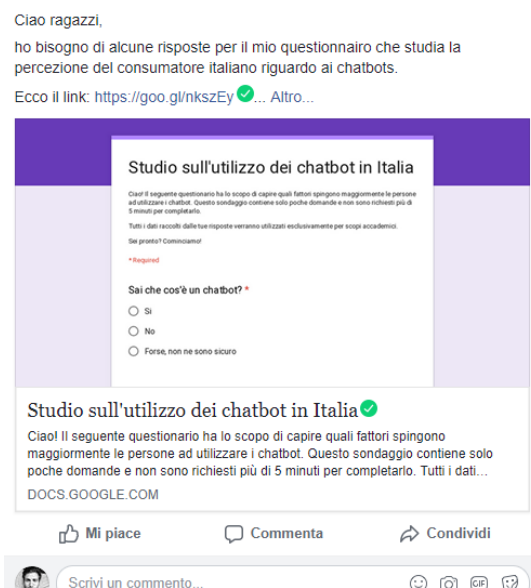 Ciao ragazzi,
ho bisogno di alcune risposte per il mio questionnairo che studia la
percezione del consumatore italiano riguardo ai chatbots.
Ecco il link: https://goo.gl/nkszEy... Altro...
Studio sull'utilizzo dei chatbot in Italia
Ciao! Il seguente questionario ha lo scopo di capire quali fattori spingono maggiormente le persone
ad utilizzare i chatbot. Questo sondaggio contiene solo poche domande e non sono richiesti più di
5 minuti per completarlo.
Tutti i dati raccolti dalle tue risposte verranno utilizzati esclusivamente per scopi accademici.
Sei pronto? Cominciamo!
* Required
Sai che cos'è un chatbot? *
Si
No
Forse, non ne sono sicuro
Studio sull'utilizzo dei chatbot in Italia
Ciao! Il seguente questionario ha lo scopo di capire quali fattori spingono
maggiormente le persone ad utilizzare i chatbot. Questo sondaggio contiene solo
poche domande e non sono richiesti più di 5 minuti per completarlo. Tutti i dati...
DOCS.GOOGLE.COM
Mi piace Commenta Condividi
Scrivi un commento... GIF